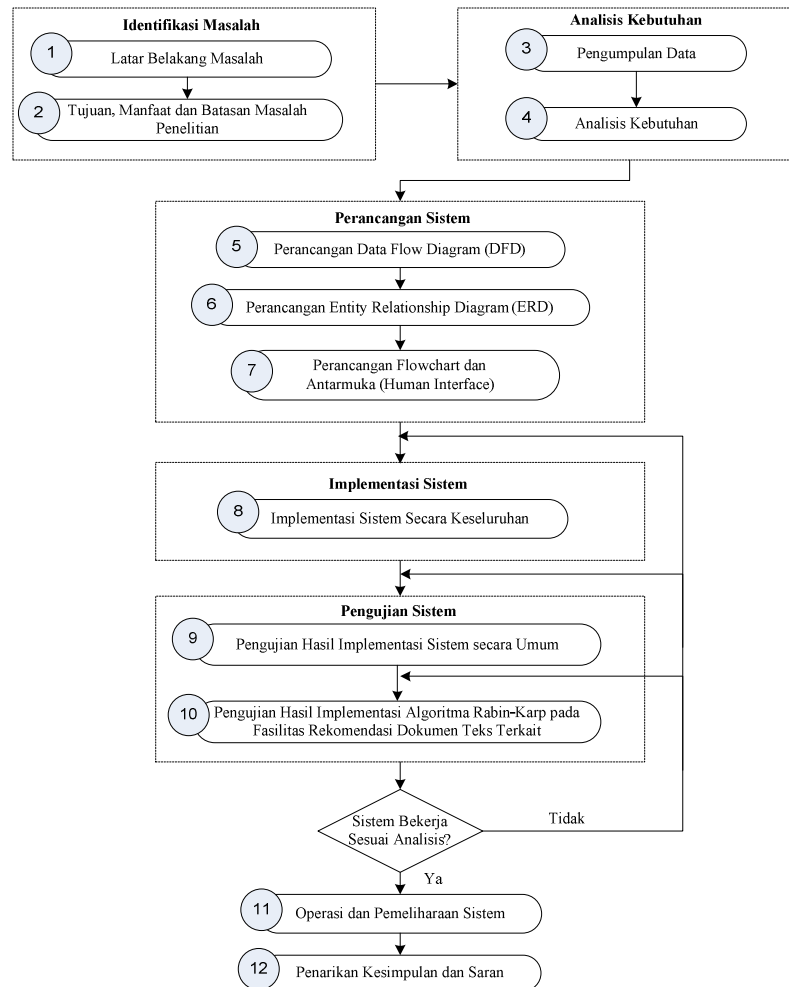 Identifikasi Masalah
1
Latar Belakang Masalah
2
Tujuan, Manfaat dan Batasan Masalah
Penelitian
Analisis Kebutuhan
3
Pengumpulan Data
4
Analisis Kebutuhan
Perancangan Sistem
5
Perancangan Data Flow Diagram (DFD)
6
Perancangan Entity Relationship Diagram (ERD)
7
Perancangan Flowchart dan
Antarmuka (Human Interface)
Implementasi Sistem
8
Implementasi Sistem Secara Keseluruhan
Pengujian Sistem
9
Pengujian Hasil Implementasi Sistem secara Umum
10
Pengujian Hasil Implementasi Algoritma Rabin-Karp pada
Fasilitas Rekomendasi Dokumen Teks Terkait
Sistem Bekerja
Sesuai Analisis?
Tidak
Ya
11
Operasi dan Pemeliharaan Sistem
12
Penarikan Kesimpulan dan Saran